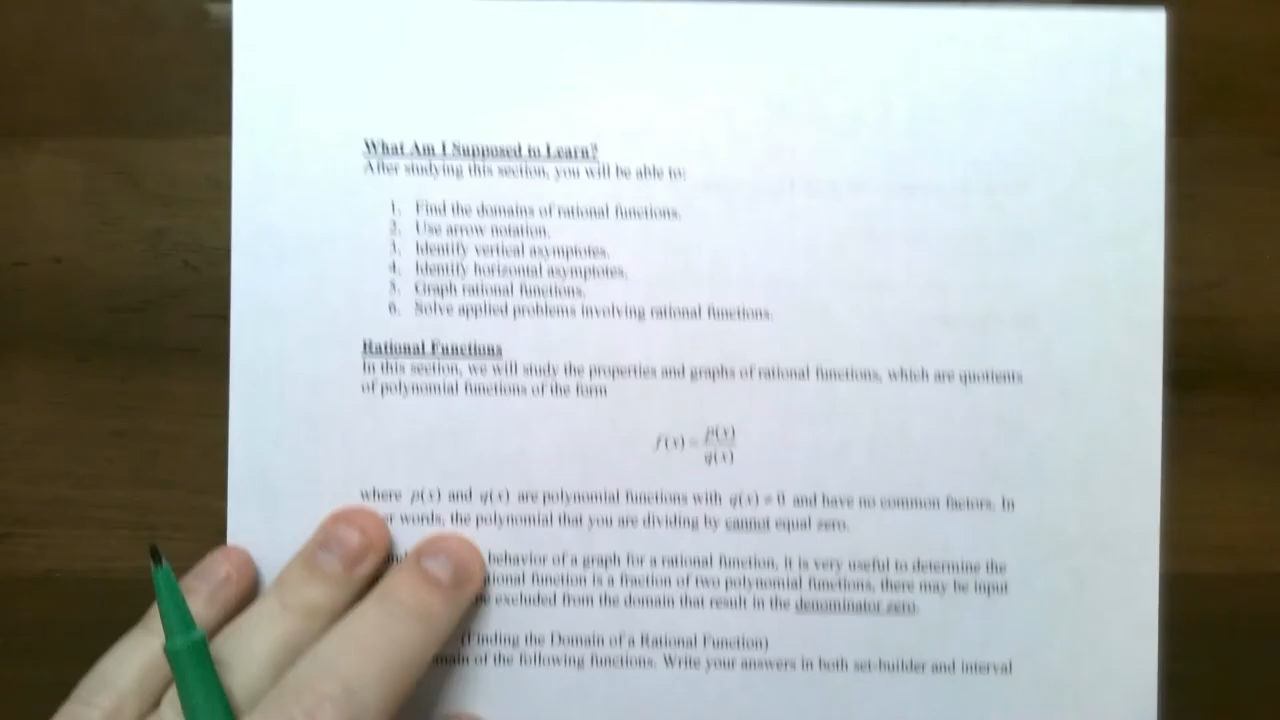 What Am I Supposed to Learn?
After studying this section, you will be able to:
1. Find the domains of rational functions.
2. Use arrow notation.
3. Identify vertical asymptotes.
4. Identify horizontal asymptotes.
5. Graph rational functions.
6. Solve applied problems involving rational functions.
Rational Functions
In this section, we will study the properties and graphs of rational functions, which are quotients
of polynomial functions of the form
f(x) = p(x)/q(x)
where p(x) and q(x) are polynomial functions with q(x) ≠ 0 and have no common factors. In
words, the polynomial that you are dividing by cannot equal zero.
behavior of a graph for a rational function, it is very useful to determine the
function is a fraction of two polynomial functions, there may be input
excluded from the domain that result in the denominator zero.
(Finding the Domain of a Rational Function)
of the following functions. Write your answers in both set-builder and interval